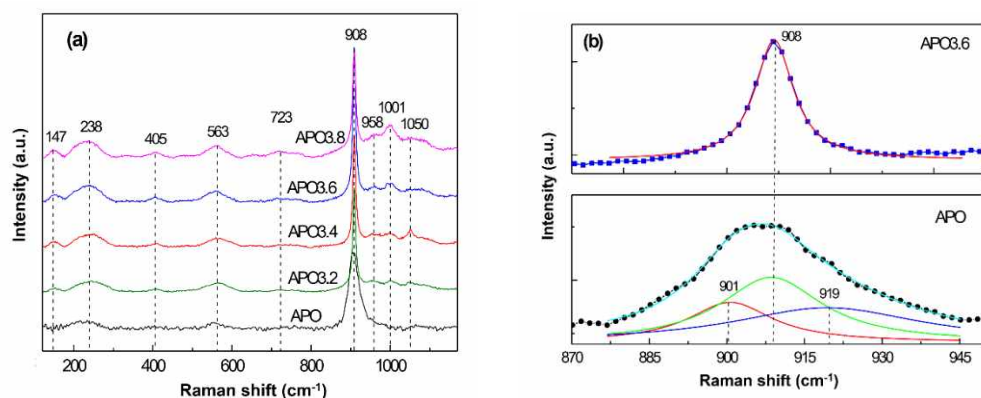 (a)
908
1001
958
1050
723
563
405
238
147
APO3.8
APO3.6
APO3.4
APO3.2
APO
Intensity (a.u.)
200 400 600 800 1000
Raman shift (cm⁻¹)
(b)
908
APO3.6
Intensity (a.u.)
APO
901
919
870 885 900 915 930 945
Raman shift (cm⁻¹)